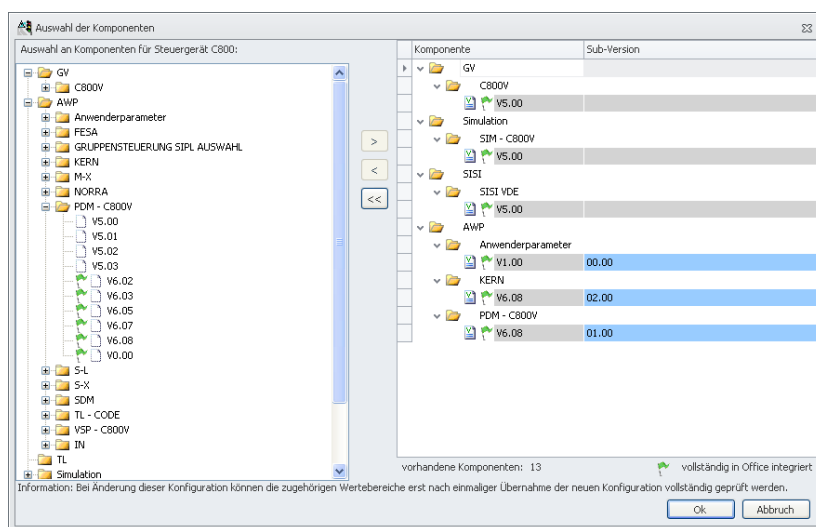 Auswahl der Komponenten
Auswahl an Komponenten für Steuergerät C800:
GV
C800V
AWP
Anwenderparameter
FESA
GRUPPENSTEUERUNG SIPL AUSWAHL
KERN
M-X
NORRA
PDM - C800V
V5.00
V5.01
V5.02
V5.03
V6.02
V6.03
V6.05
V6.07
V6.08
V0.00
S-L
S-X
SDM
TL - CODE
VSP - C800V
IN
TL
Simulation
>
<
<<
Komponente Sub-Version
GV
C800V
V5.00
Simulation
SIM - C800V
V5.00
SISI
SISI VDE
V5.00
AWP
Anwenderparameter
V1.00 00.00
KERN
V6.08 02.00
PDM - C800V
V6.08 01.00
vorhandene Komponenten: 13 vollständig in Office integriert
Information: Bei Änderung dieser Konfiguration können die zugehörigen Wertebereiche erst nach einmaliger Übernahme der neuen Konfiguration vollständig geprüft werden.
Ok Abbruch